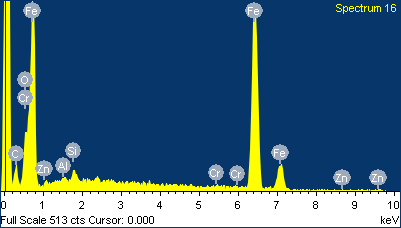 Spectrum 16
Fe Fe
O
Cr
C Zn Al Si Cr Cr Fe Zn Zn
0 1 2 3 4 5 6 7 8 9 10
Full Scale 513 cts Cursor: 0.000 keV